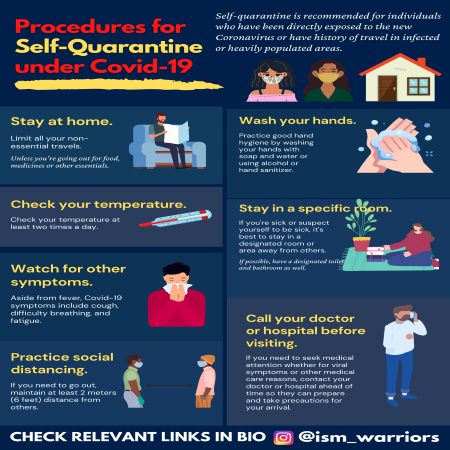 Procedures for
Self-Quarantine
under Covid-19
Self-quarantine is recommended for individuals
who have been directly exposed to the new
Coronavirus or have history of travel in infected
or heavily populated areas.
Stay at home.
Limit all your non-
essential travels.
Unless you're going out for food,
medicines or other essentials.
Wash your hands.
Practice good hand
hygiene by washing
your hands with
soap and water or
using alcohol or
hand sanitizer.
Check your temperature.
Check your temperature at
least two times a day.
Stay in a specific room.
If you're sick or suspect
yourself to be sick, it's
best to stay in a
designated room or
area away from others.
If possible, have a designated toilet
and bathroom as well.
Watch for other
symptoms.
Aside from fever, Covid-19
symptoms include cough,
difficulty breathing, and
fatigue.
Call your doctor
or hospital before
visiting.
If you need to seek medical
attention whether for viral
symptoms or other medical
care reasons, contact your
doctor or hospital ahead of
time so they can prepare
and take precautions for
your arrival.
Practice social
distancing.
If you need to go out,
maintain at least 2 meters
(6 feet) distance from
others.
CHECK RELEVANT LINKS IN BIO @ism_warriors